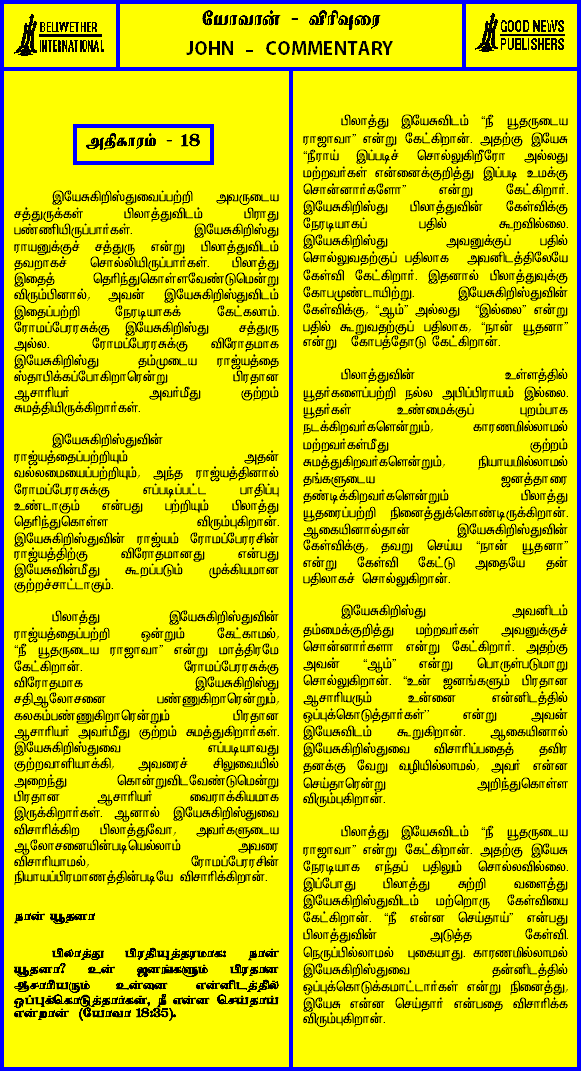 BELLWETHER
INTERNATIONAL
யோவான் - விரிவுரை
JOHN - COMMENTARY
GOOD NEWS
PUBLISHERS
அதிகாரம் - 18
இயேசுகிறிஸ்துவைப்பற்றி அவருடைய
சத்துருக்கள் பிலாத்துவிடம் பிராது
பண்ணியிருப்பார்கள். இயேசுகிறிஸ்து
ராயனுக்குச் சத்துரு என்று பிலாத்துவிடம்
தவறாகச் சொல்லியிருப்பார்கள். பிலாத்து
இதைத் தெரிந்துகொள்ளவேண்டுமென்று
விரும்பினால், அவன் இயேசுகிறிஸ்துவிடம்
இதைப்பற்றி நேரடியாகக் கேட்கலாம்.
ரோமப்பேரரசுக்கு இயேசுகிறிஸ்து சத்துரு
அல்ல. ரோமப்பேரரசுக்கு விரோதமாக
இயேசுகிறிஸ்து தம்முடைய ராஜ்யத்தை
ஸ்தாபிக்கப்போகிறாரென்று பிரதான
ஆசாரியர் அவர்மீது குற்றம்
சுமத்தியிருக்கிறார்கள்.
இயேசுகிறிஸ்துவின்
ராஜ்யத்தைப்பற்றியும் அதன்
வல்லமையைப்பற்றியும், அந்த ராஜ்யத்தினால்
ரோமப்பேரரசுக்கு எப்படிப்பட்ட பாதிப்பு
உண்டாகும் என்பது பற்றியும் பிலாத்து
தெரிந்துகொள்ள விரும்புகிறான்.
இயேசுகிறிஸ்துவின் ராஜ்யம் ரோமப்பேரரசின்
ராஜ்யத்திற்கு விரோதமானது என்பது
இயேசுவின்மீது கூறப்படும் முக்கியமான
குற்றச்சாட்டாகும்.
பிலாத்து இயேசுகிறிஸ்துவின்
ராஜ்யத்தைப்பற்றி ஒன்றும் கேட்காமல்,
“நீ யூதருடைய ராஜாவா” என்று மாத்திரமே
கேட்கிறான். ரோமப்பேரரசுக்கு
விரோதமாக இயேசுகிறிஸ்து
சதிஆலோசனை பண்ணுகிறாரென்றும்,
கலகம்பண்ணுகிறாரென்றும் பிரதான
ஆசாரியர் அவர்மீது குற்றம் சுமத்துகிறார்கள்.
இயேசுகிறிஸ்துவை எப்படியாவது
குற்றவாளியாக்கி, அவரைச் சிலுவையில்
அறைந்து கொன்றுவிடவேண்டுமென்று
பிரதான ஆசாரியர் வைராக்கியமாக
இருக்கிறார்கள். ஆனால் இயேசுகிறிஸ்துவை
விசாரிக்கிற பிலாத்துவோ, அவர்களுடைய
ஆலோசனையின்படியெல்லாம் அவரை
விசாரியாமல், ரோமப்பேரரசின்
நியாயப்பிரமாணத்தின்படியே விசாரிக்கிறான்.
நான் யூதனா
பிலாத்து பிரதியுத்தரமாக: நான்
யூதனா? உன் ஜனங்களும் பிரதான
ஆசாரியரும் உன்னை என்னிடத்தில்
ஒப்புக்கொடுத்தார்கள், நீ என்ன செய்தாய்
என்றான் (யோவா 18:35).
பிலாத்து இயேசுவிடம் “நீ யூதருடைய
ராஜாவா” என்று கேட்கிறான். அதற்கு இயேசு
“நீராய் இப்படிச் சொல்லுகிறீரோ அல்லது
மற்றவர்கள் என்னைக்குறித்து இப்படி உமக்கு
சொன்னார்களோ” என்று கேட்கிறார்.
இயேசுகிறிஸ்து பிலாத்துவின் கேள்விக்கு
நேரடியாகப் பதில் கூறவில்லை.
இயேசுகிறிஸ்து அவனுக்குப் பதில்
சொல்லுவதற்குப் பதிலாக அவனிடத்திலேயே
கேள்வி கேட்கிறார். இதனால் பிலாத்துவுக்கு
கோபமுண்டாயிற்று. இயேசுகிறிஸ்துவின்
கேள்விக்கு, “ஆம்” அல்லது “இல்லை” என்று
பதில் கூறுவதற்குப் பதிலாக, “நான் யூதனா”
என்று கோபத்தோடு கேட்கிறான்.
பிலாத்துவின் உள்ளத்தில்
யூதர்களைப்பற்றி நல்ல அபிப்பிராயம் இல்லை.
யூதர்கள் உண்மைக்குப் புறம்பாக
நடக்கிறவர்களென்றும், காரணமில்லாமல்
மற்றவர்கள்மீது குற்றம்
சுமத்துகிறவர்களென்றும், நியாயமில்லாமல்
தங்களுடைய ஜனத்தாரை
தண்டிக்கிறவர்களென்றும் பிலாத்து
யூதரைப்பற்றி நினைத்துக்கொண்டிருக்கிறான்.
ஆகையினால்தான் இயேசுகிறிஸ்துவின்
கேள்விக்கு, தவறு செய்ய “நான் யூதனா”
என்று கேள்வி கேட்டு அதையே தன்
பதிலாகச் சொல்லுகிறான்.
இயேசுகிறிஸ்து அவனிடம்
தம்மைக்குறித்து மற்றவர்கள் அவனுக்குச்
சொன்னார்களா என்று கேட்கிறார். அதற்கு
அவன் “ஆம்” என்று பொருள்படுமாறு
சொல்லுகிறான். “உன் ஜனங்களும் பிரதான
ஆசாரியரும் உன்னை என்னிடத்தில்
ஒப்புக்கொடுத்தார்கள்” என்று அவன்
இயேசுவிடம் கூறுகிறான். ஆகையினால்
இயேசுகிறிஸ்துவை விசாரிப்பதைத் தவிர
தனக்கு வேறு வழியில்லாமல், அவர் என்ன
செய்தாரென்று அறிந்துகொள்ள
விரும்புகிறான்.
பிலாத்து இயேசுவிடம் “நீ யூதருடைய
ராஜாவா” என்று கேட்கிறான். அதற்கு இயேசு
நேரடியாக எந்தப் பதிலும் சொல்லவில்லை.
இப்போது பிலாத்து சுற்றி வளைத்து
இயேசுகிறிஸ்துவிடம் மற்றொரு கேள்வியை
கேட்கிறான். “நீ என்ன செய்தாய்” என்பது
பிலாத்துவின் அடுத்த கேள்வி.
நெருப்பில்லாமல் புகையாது. காரணமில்லாமல்
இயேசுகிறிஸ்துவை தன்னிடத்தில்
ஒப்புக்கொடுக்கமாட்டார்கள் என்று நினைத்து,
இயேசு என்ன செய்தார் என்பதை விசாரிக்க
விரும்புகிறான்.